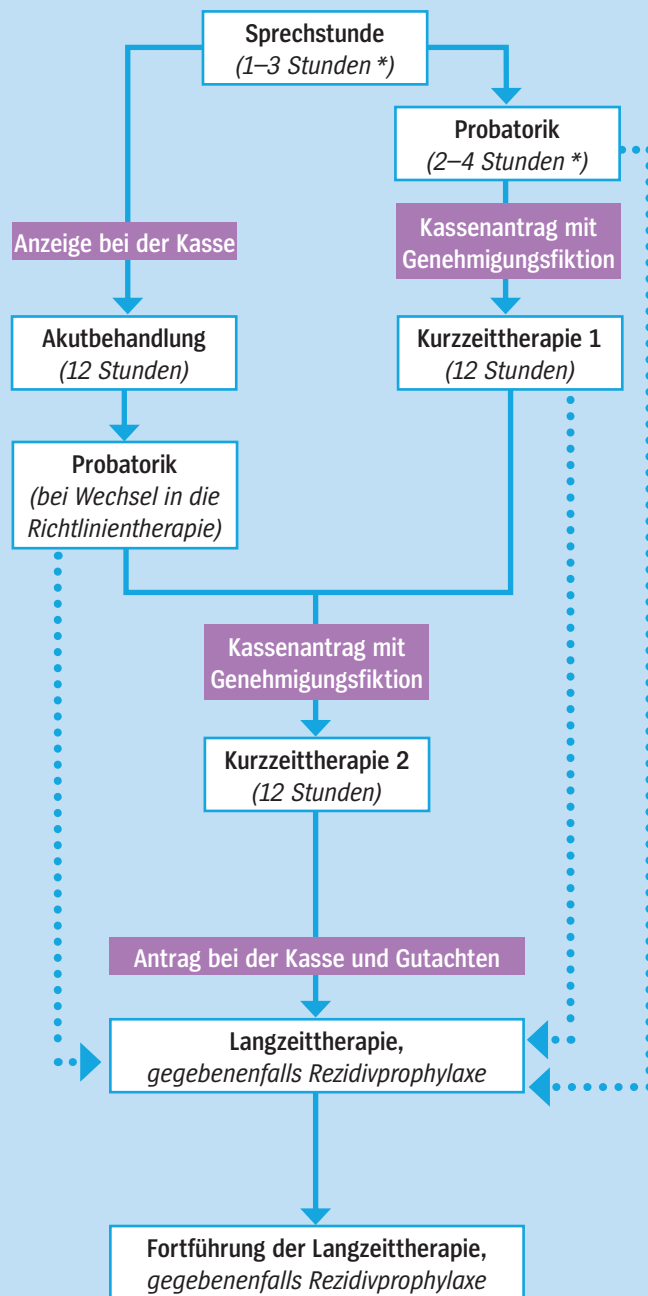 Sprechstunde
(1–3 Stunden *)
Probatorik
(2–4 Stunden *)
Anzeige bei der Kasse
Kassenantrag mit
Genehmigungsfiktion
Akutbehandlung
(12 Stunden)
Kurzzeittherapie 1
(12 Stunden)
Probatorik
(bei Wechsel in die
Richtlinientherapie)
Kassenantrag mit
Genehmigungsfiktion
Kurzzeittherapie 2
(12 Stunden)
Antrag bei der Kasse und Gutachten
Langzeittherapie,
gegebenenfalls Rezidivprophylaxe
Fortführung der Langzeittherapie,
gegebenenfalls Rezidivprophylaxe